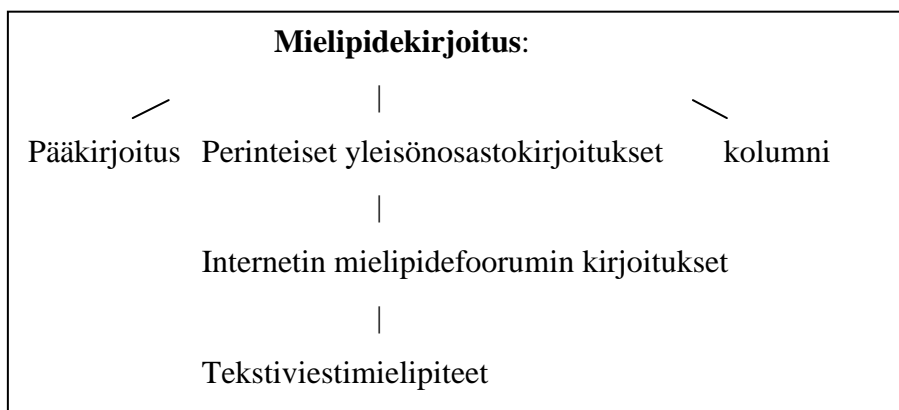 Mielipidekirjoitus:
Pääkirjoitus Perinteiset yleisönosastokirjoitukset kolumni
Internetin mielipidefoorumin kirjoitukset
Tekstiviestimielipiteet